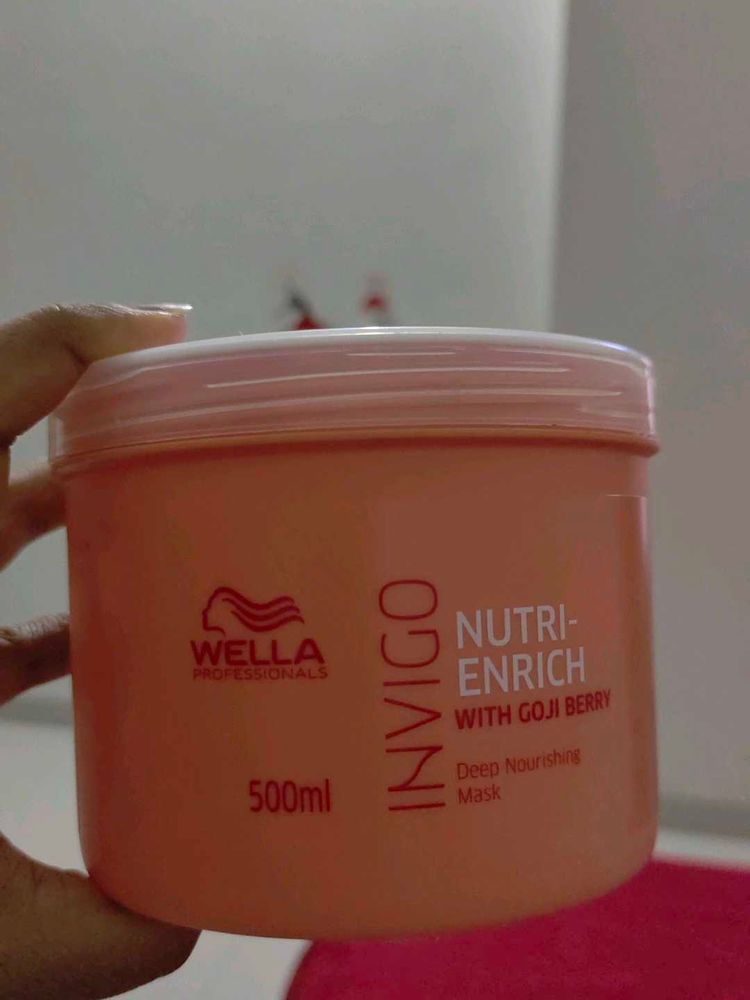 WELLA
PROFESSIONALS
500ml
INVIGO
NUTRI-
ENRICH
WITH GOJI BERRY
Deep Nourishing
Mask